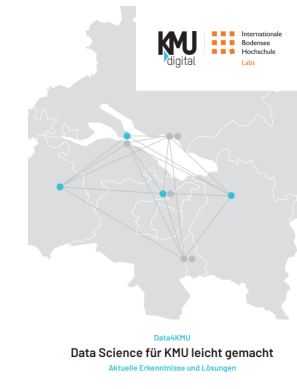 KMU
digital
Internationale
Bodensee
Hochschule
Labs
Data4KMU
Data Science für KMU leicht gemacht
Aktuelle Erkenntnisse und Lösungen